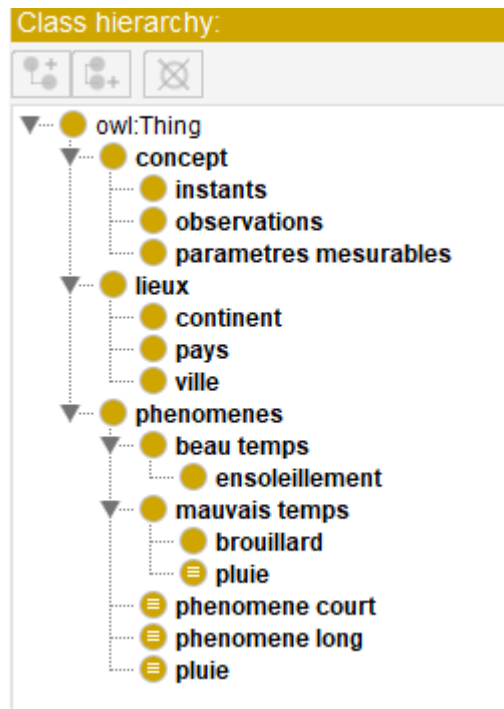 Class hierarchy:
owl:Thing
concept
instants
observations
parametres mesurables
lieux
continent
pays
ville
phenomenes
beau temps
ensoleillement
mauvais temps
brouillard
pluie
phenomene court
phenomene long
pluie